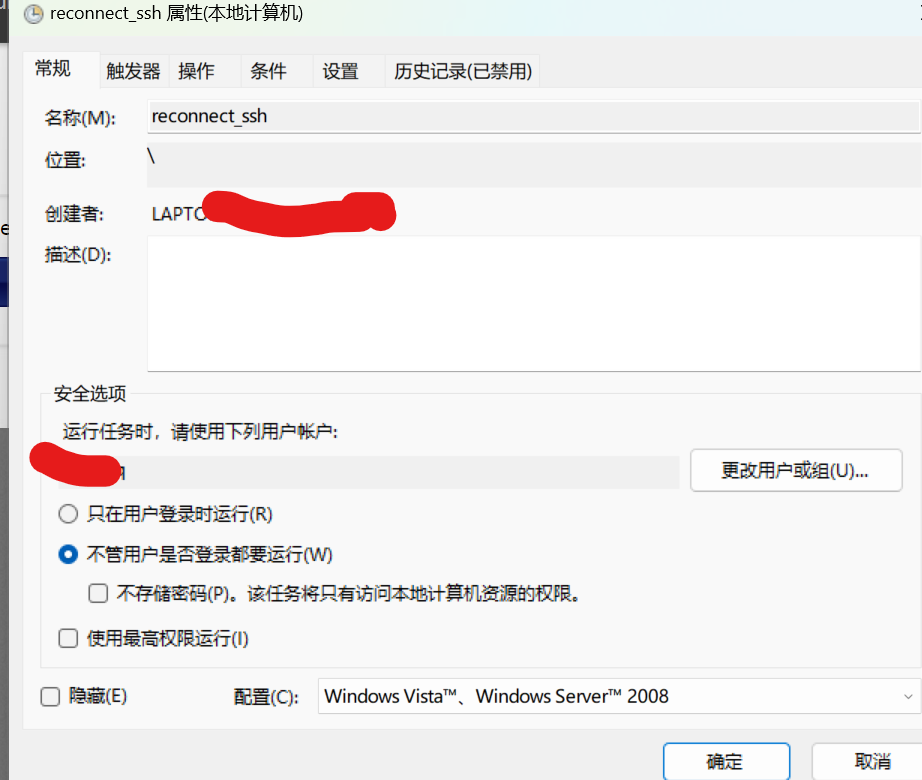 reconnect_ssh 属性(本地计算机)
常规 触发器 操作 条件 设置 历史记录(已禁用)
名称(M): reconnect_ssh
位置: \
创建者: LAPTO
描述(D):
安全选项
运行任务时，请使用下列用户帐户:
更改用户或组(U)...
只在用户登录时运行(R)
不管用户是否登录都要运行(W)
不存储密码(P)。该任务将只有访问本地计算机资源的权限。
使用最高权限运行(I)
隐藏(E) 配置(C): Windows Vista™、Windows Server™ 2008
确定 取消